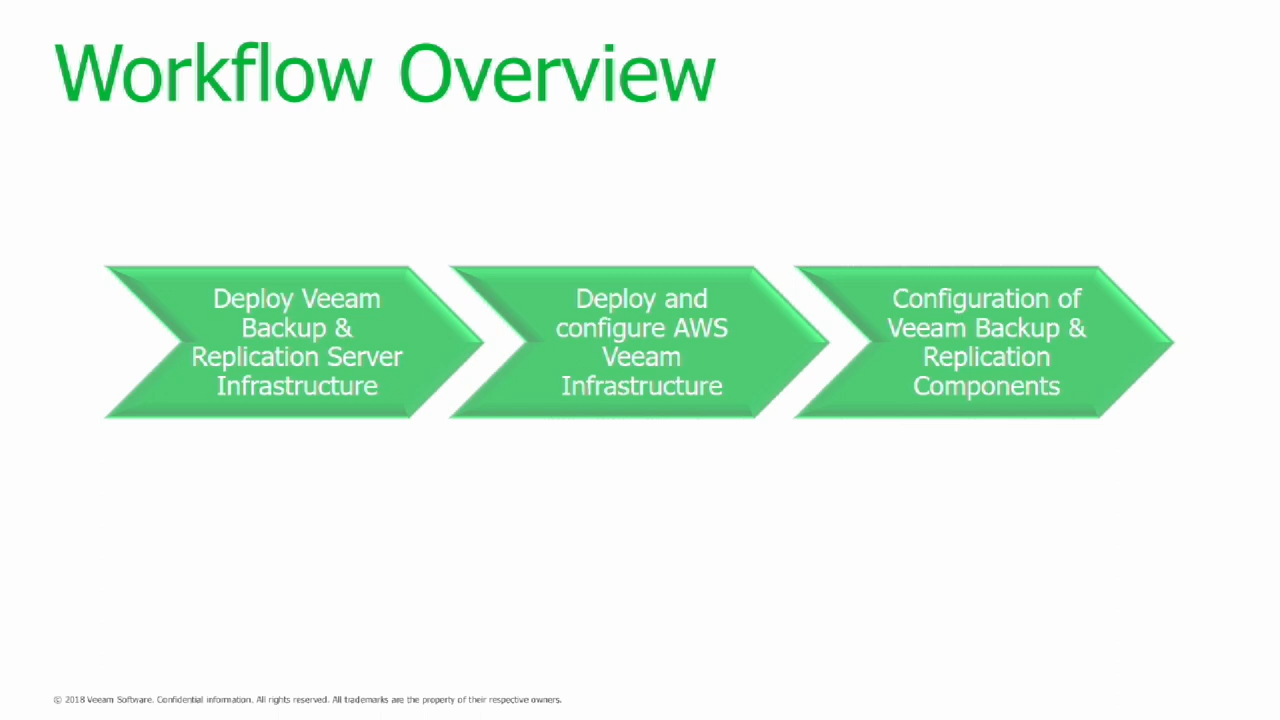 Workflow Overview
Deploy Veeam
Backup &
Replication Server
Infrastructure
Deploy and
configure AWS
Veeam
Infrastructure
Configuration of
Veeam Backup &
Replication
Components
© 2018 Veeam Software. Confidential information. All rights reserved. All trademarks are the property of their respective owners.